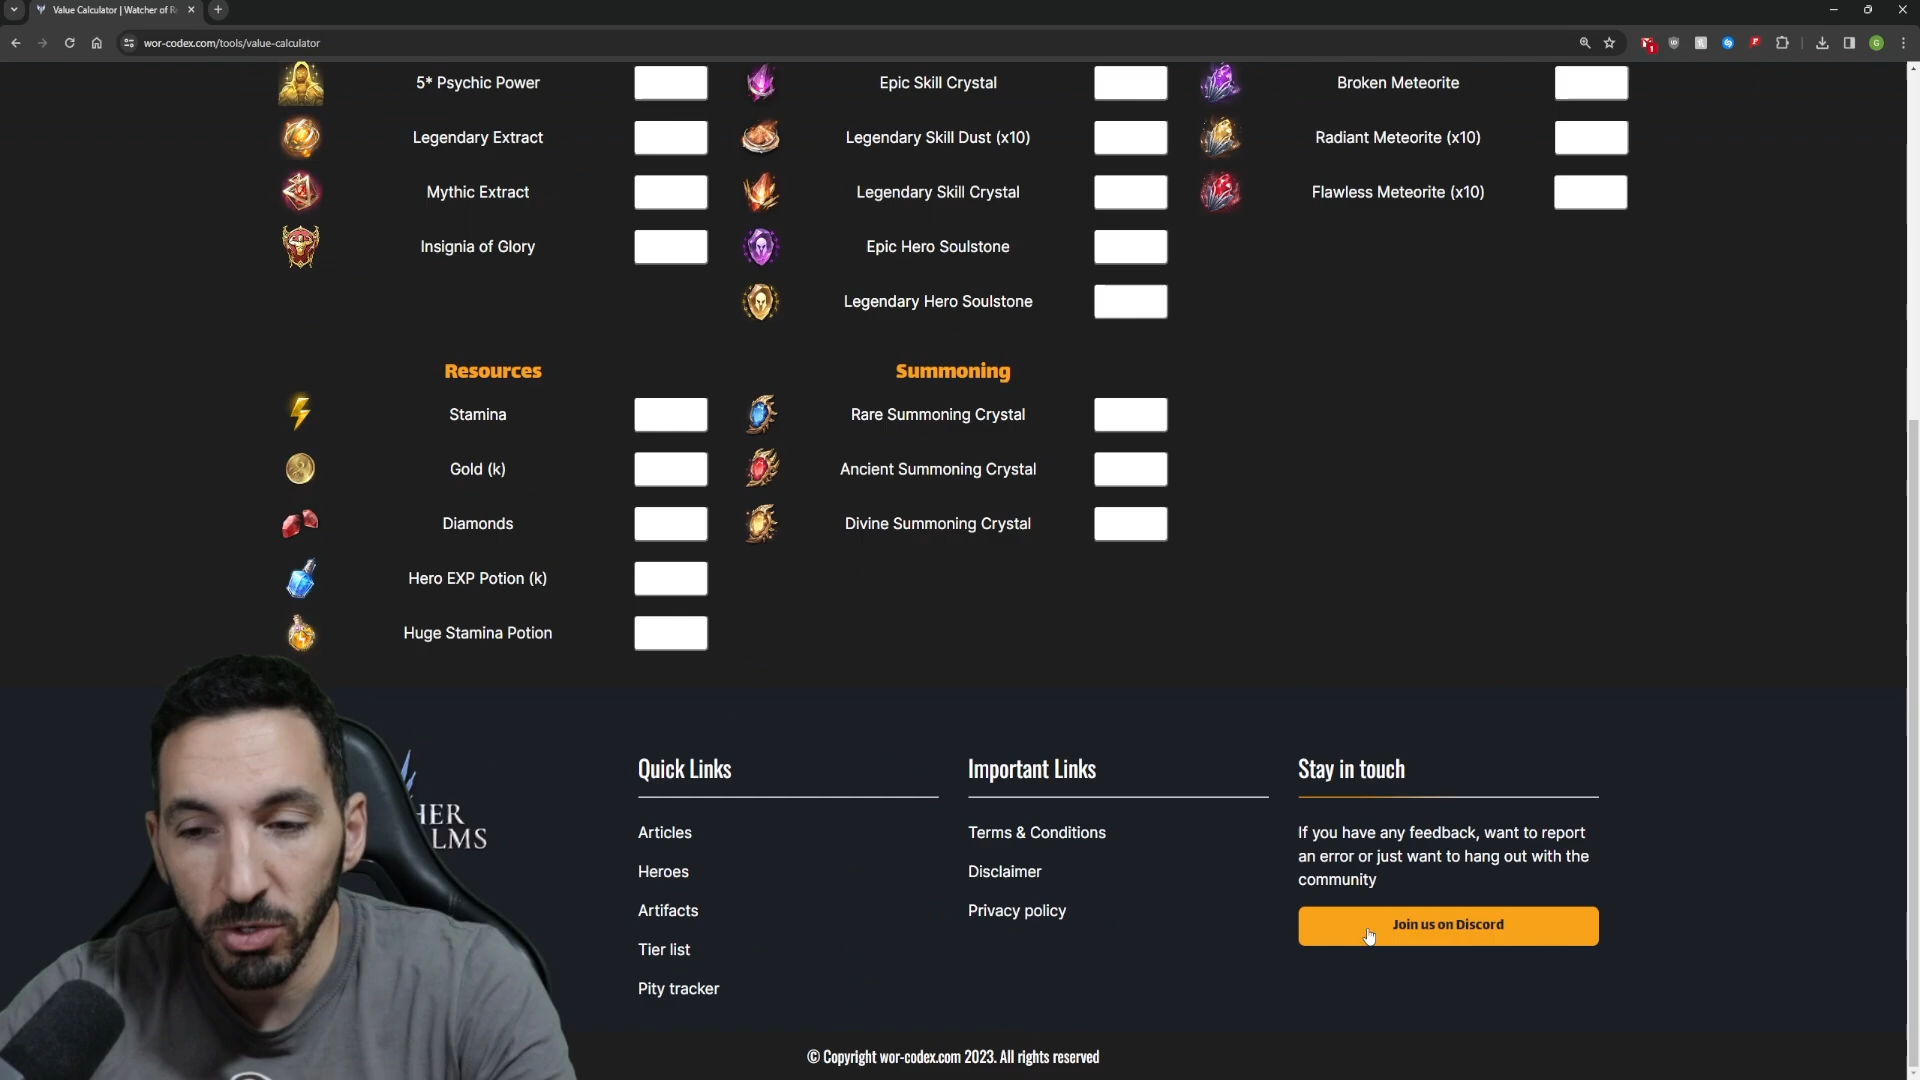 Value Calculator | Watcher of R
wor-codex.com/tools/value-calculator
1
G
5* Psychic Power
Epic Skill Crystal
Broken Meteorite
Legendary Extract
Legendary Skill Dust (x10)
Radiant Meteorite (x10)
Mythic Extract
Legendary Skill Crystal
Flawless Meteorite (x10)
Insignia of Glory
Epic Hero Soulstone
Legendary Hero Soulstone
Resources
Summoning
Stamina
Rare Summoning Crystal
Gold (k)
Ancient Summoning Crystal
Diamonds
Divine Summoning Crystal
Hero EXP Potion (k)
Huge Stamina Potion
HER
LMS
Quick Links
Articles
Heroes
Artifacts
Tier list
Pity tracker
Important Links
Terms & Conditions
Disclaimer
Privacy policy
Stay in touch
If you have any feedback, want to report
an error or just want to hang out with the
community
Join us on Discord
© Copyright wor-codex.com 2023. All rights reserved